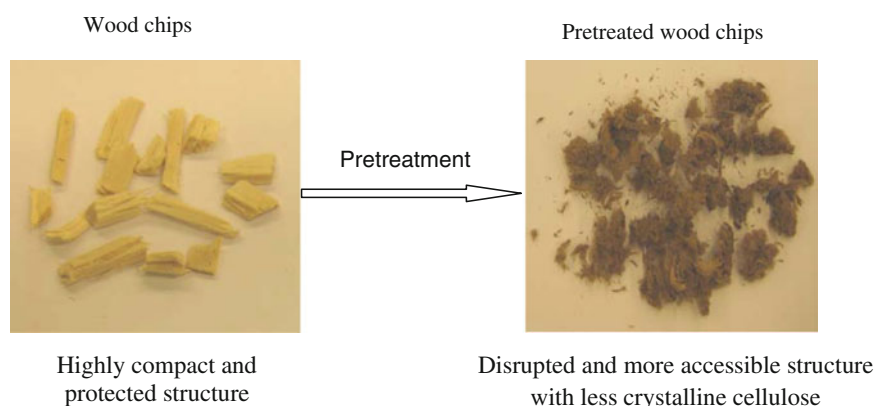 Wood chips
Pretreated wood chips
Pretreatment
Highly compact and
protected structure
Disrupted and more accessible structure
with less crystalline cellulose